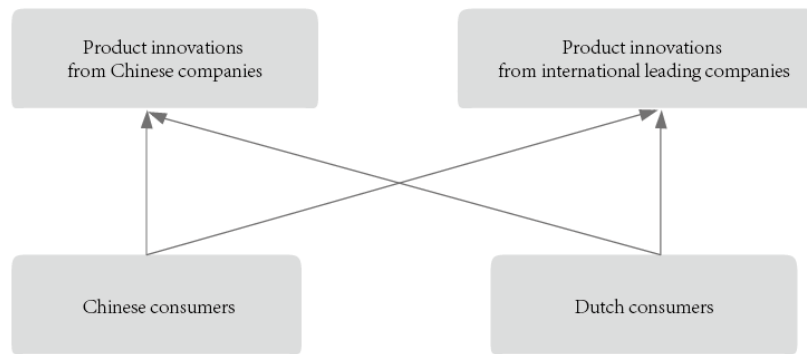 Product innovations
from Chinese companies
Product innovations
from international leading companies
Chinese consumers
Dutch consumers